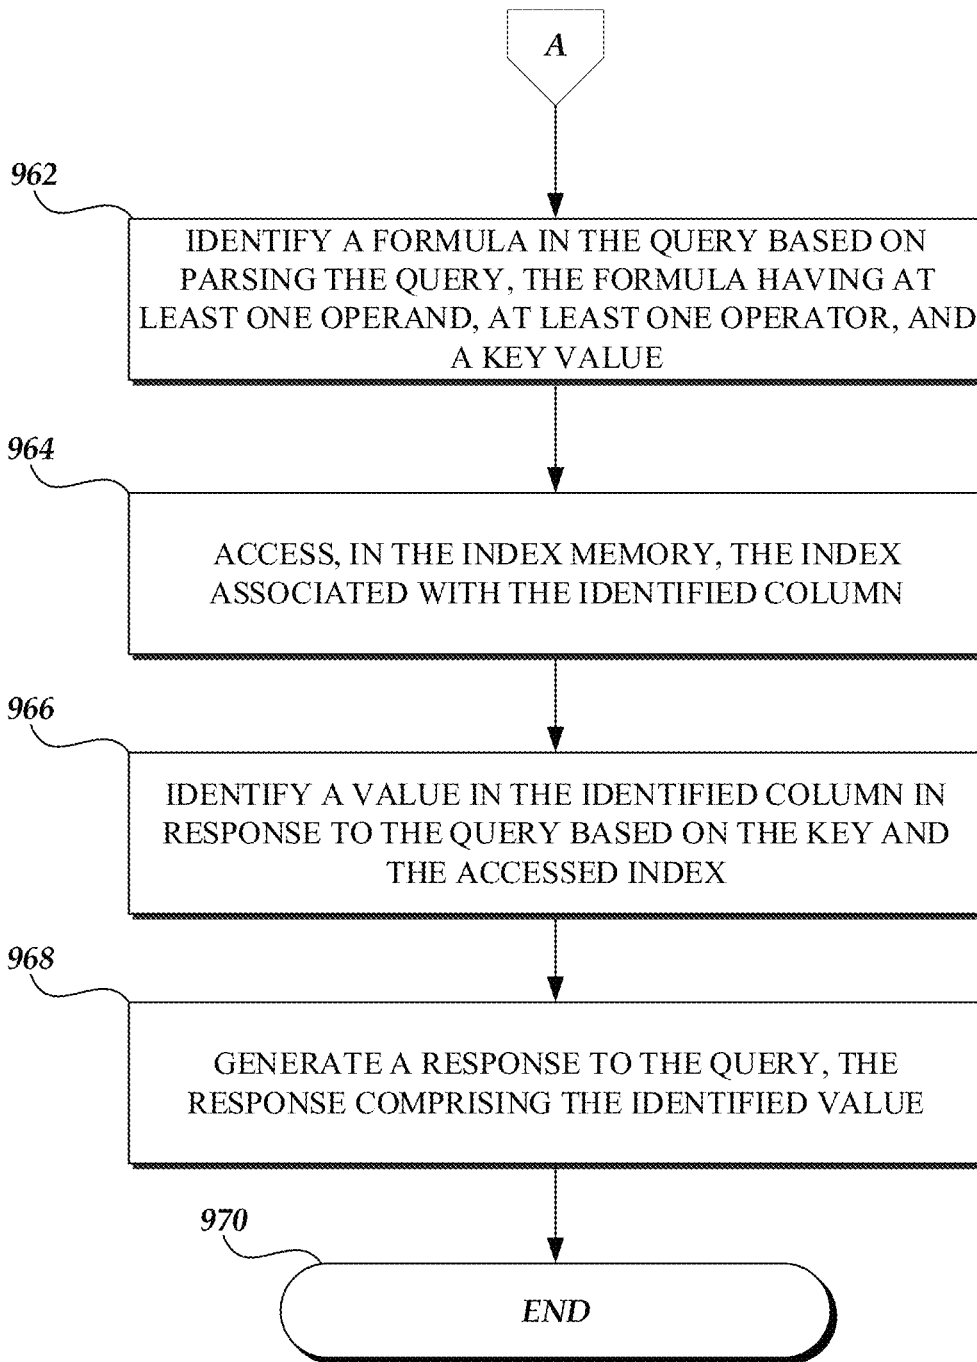 A
962
IDENTIFY A FORMULA IN THE QUERY BASED ON
PARSING THE QUERY, THE FORMULA HAVING AT
LEAST ONE OPERAND, AT LEAST ONE OPERATOR, AND
A KEY VALUE
964
ACCESS, IN THE INDEX MEMORY, THE INDEX
ASSOCIATED WITH THE IDENTIFIED COLUMN
966
IDENTIFY A VALUE IN THE IDENTIFIED COLUMN IN
RESPONSE TO THE QUERY BASED ON THE KEY AND
THE ACCESSED INDEX
968
GENERATE A RESPONSE TO THE QUERY, THE
RESPONSE COMPRISING THE IDENTIFIED VALUE
970
END